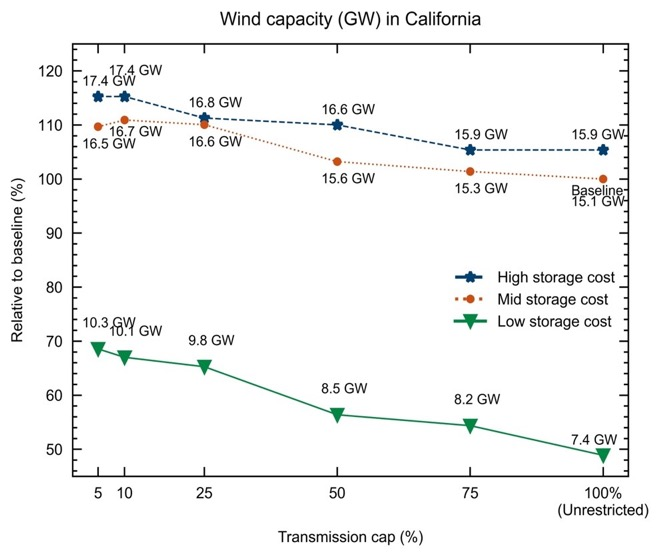 Wind capacity (GW) in California
Relative to baseline (%)
120
110
100
90
80
70
60
50
17.4 GW
17.4 GW
16.8 GW
16.6 GW
15.9 GW
15.9 GW
16.5 GW
16.7 GW
16.6 GW
15.6 GW
15.3 GW
Baseline
15.1 GW
High storage cost
Mid storage cost
Low storage cost
10.3 GW
10.1 GW
9.8 GW
8.5 GW
8.2 GW
7.4 GW
5
10
25
50
75
100%
(Unrestricted)
Transmission cap (%)